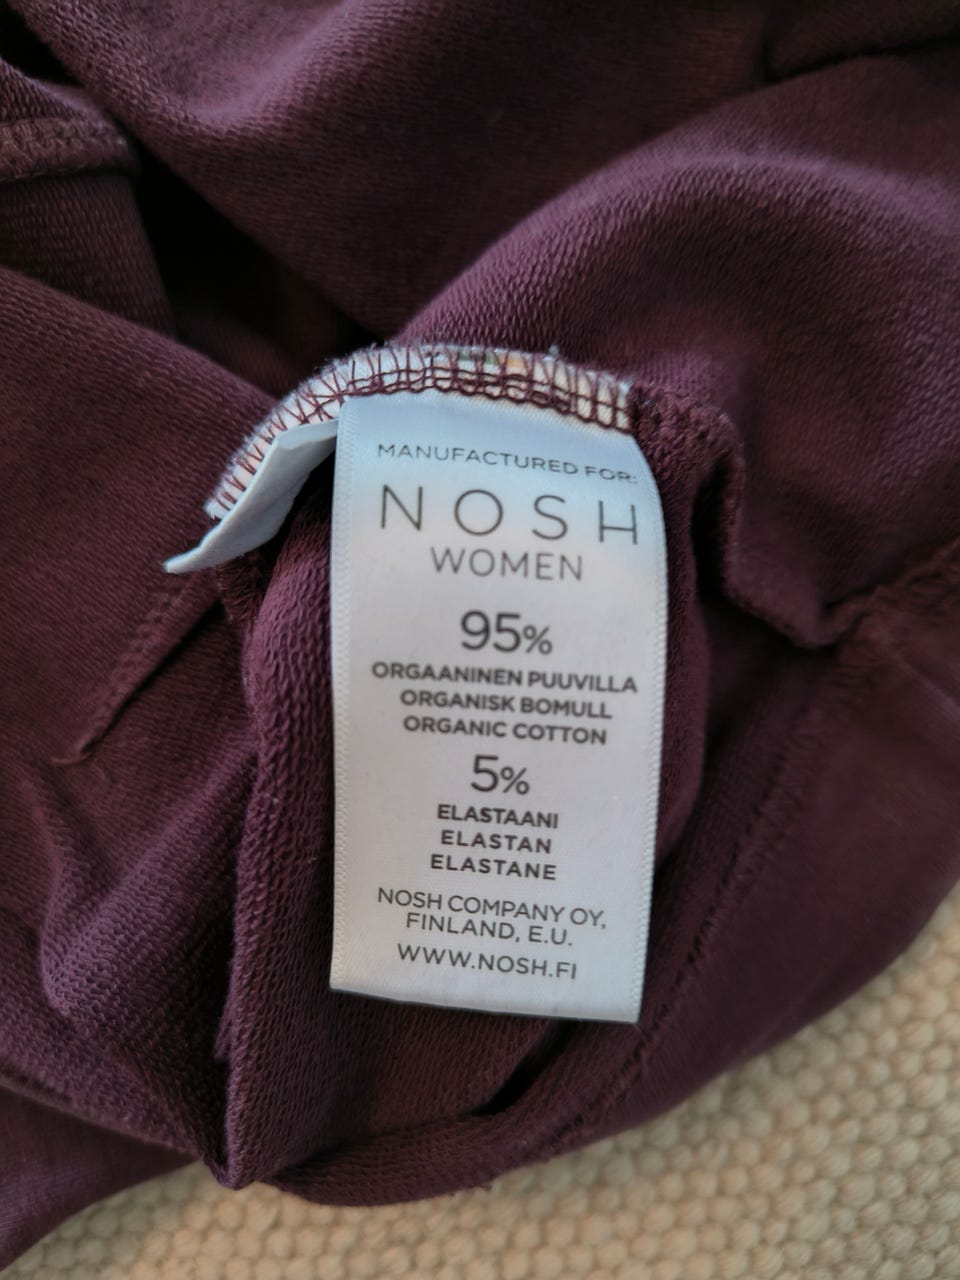 MANUFACTURED FOR:
NOSH
WOMEN
95%
ORGAANINEN PUUVILLA
ORGANISK BOMULL
ORGANIC COTTON
5%
ELASTAANI
ELASTAN
ELASTANE
NOSH COMPANY OY,
FINLAND, E.U.
WWW.NOSH.FI